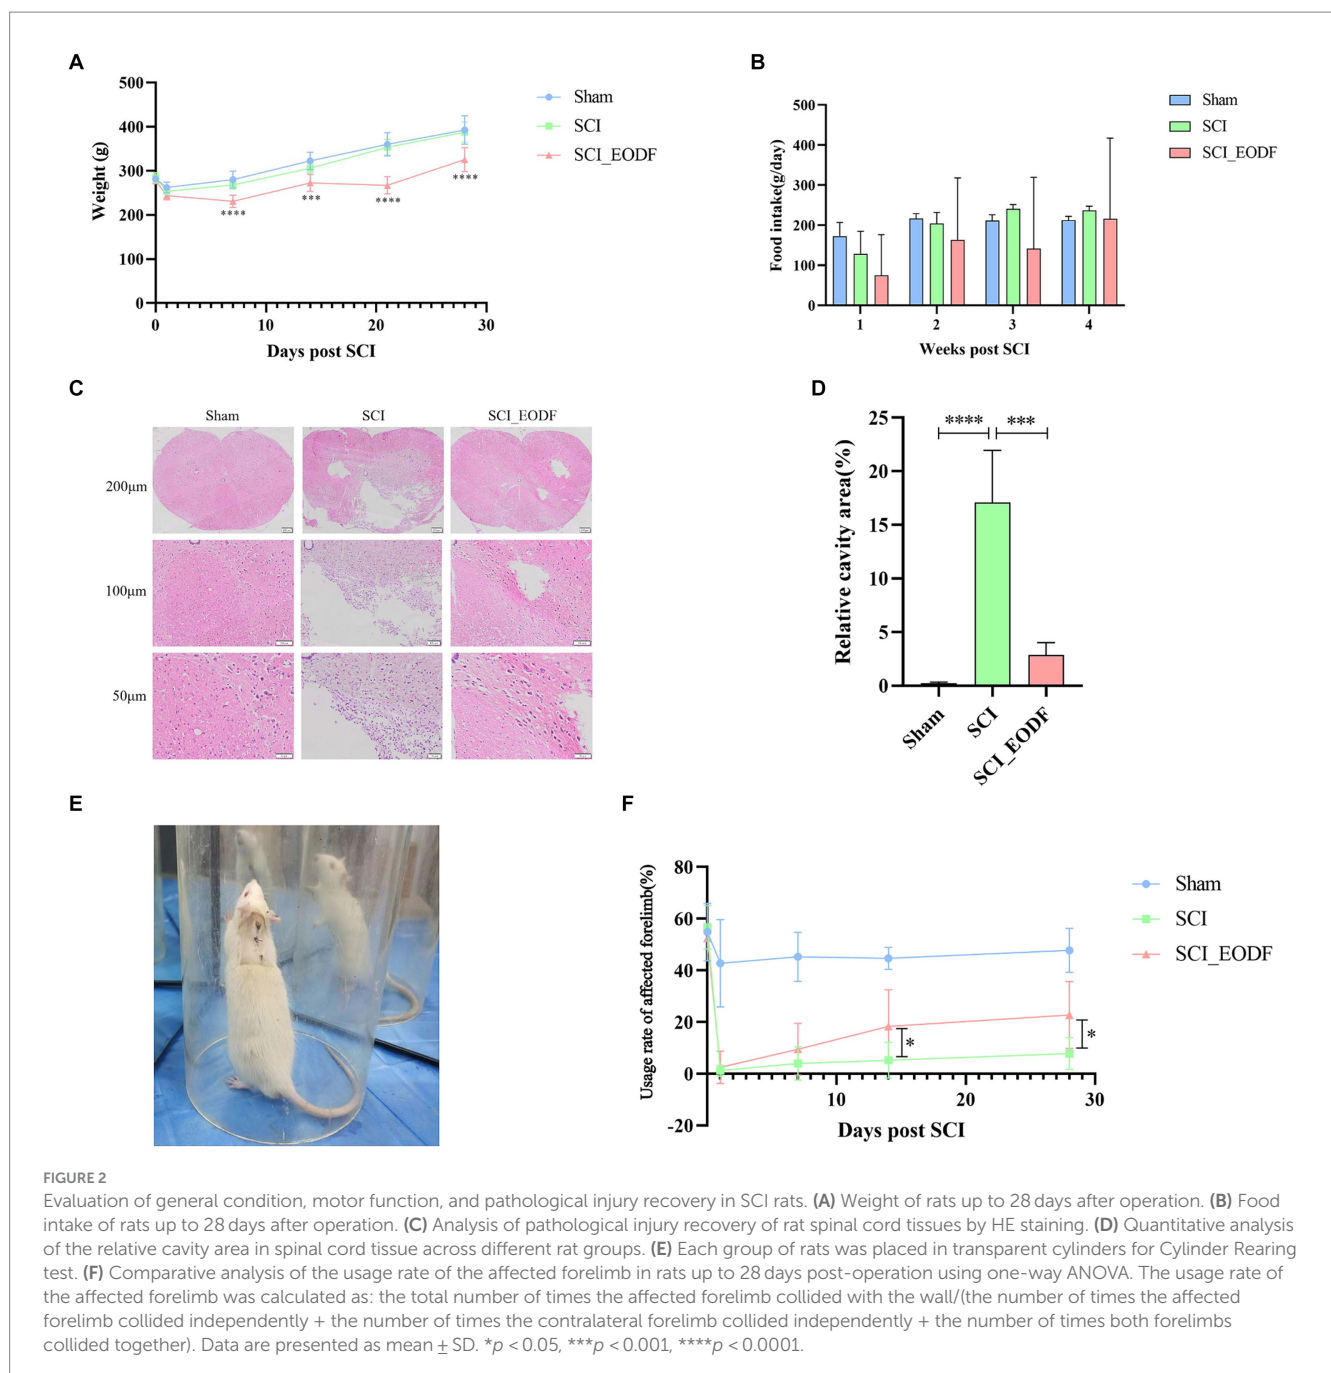 A
500
400
300
200
100
0
Weight (g)
0 10 20 30
Days post SCI
Sham
SCI
SCI_EODF
****
***
****
****
B
500
400
300
200
100
0
Food intake(g/day)
1 2 3 4
Weeks post SCI
Sham
SCI
SCI_EODF
C
Sham SCI SCI_EODF
200μm
100μm
50μm
D
25
20
15
10
5
0
Relative cavity area(%)
**** ***
Sham
SCI
SCI_EODF
E
F
80
60
40
20
0
-20
Usage rate of affected forelimb(%)
10 20 30
Days post SCI
*
*
Sham
SCI
SCI_EODF
FIGURE 2
Evaluation of general condition, motor function, and pathological injury recovery in SCI rats. (A) Weight of rats up to 28 days after operation. (B) Food
intake of rats up to 28 days after operation. (C) Analysis of pathological injury recovery of rat spinal cord tissues by HE staining. (D) Quantitative analysis
of the relative cavity area in spinal cord tissue across different rat groups. (E) Each group of rats was placed in transparent cylinders for Cylinder Rearing
test. (F) Comparative analysis of the usage rate of the affected forelimb in rats up to 28 days post-operation using one-way ANOVA. The usage rate of
the affected forelimb was calculated as: the total number of times the affected forelimb collided with the wall/(the number of times the affected
forelimb collided independently + the number of times the contralateral forelimb collided independently + the number of times both forelimbs
collided together). Data are presented as mean ± SD. *p < 0.05, ***p < 0.001, ****p < 0.0001.